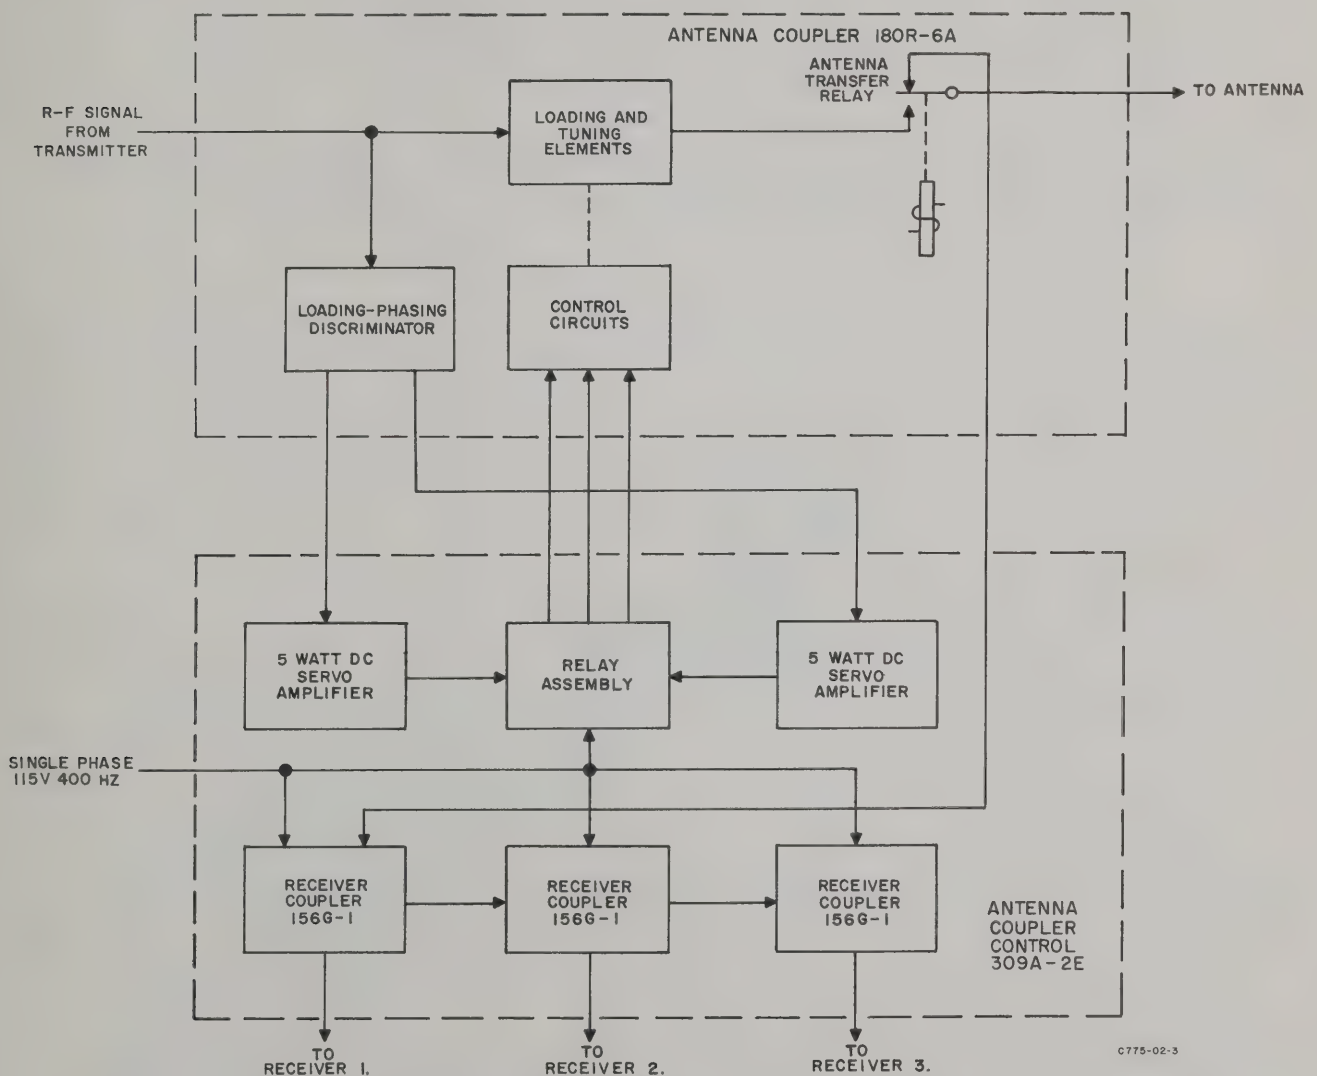 ANTENNA COUPLER 180R-6A
ANTENNA
TRANSFER
RELAY
TO ANTENNA
R-F SIGNAL
FROM
TRANSMITTER
LOADING AND
TUNING
ELEMENTS
LOADING-PHASING
DISCRIMINATOR
CONTROL
CIRCUITS
5 WATT DC
SERVO
AMPLIFIER
RELAY
ASSEMBLY
5 WATT DC
SERVO
AMPLIFIER
SINGLE PHASE
115V 400 HZ
RECEIVER
COUPLER
156G-1
RECEIVER
COUPLER
156G-1
RECEIVER
COUPLER
156G-1
ANTENNA
COUPLER
CONTROL
309A-2E
TO
RECEIVER 1.
TO
RECEIVER 2.
TO
RECEIVER 3.
C775-02-3